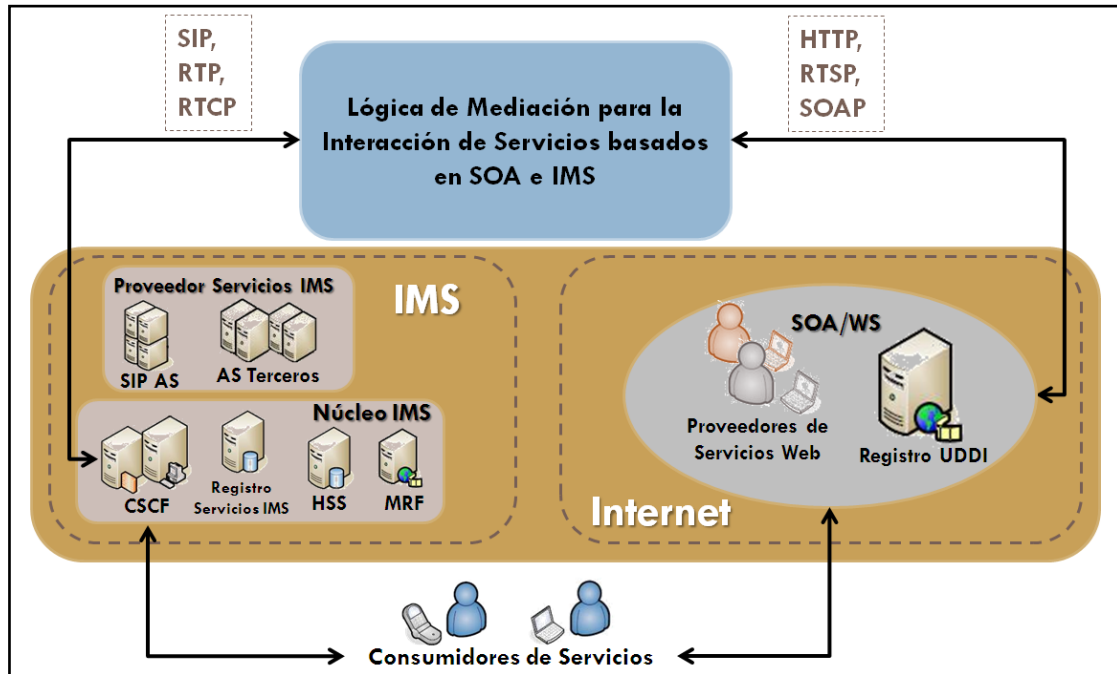 SIP,
RTP,
RTCP
HTTP,
RTSP,
SOAP
Lógica de Mediación para la
Interacción de Servicios basados
en SOA e IMS
Proveedor Servicios IMS
SIP AS
AS Terceros
IMS
Núcleo IMS
CSCF
Registro
Servicios IMS
HSS
MRF
SOA/WS
Proveedores de
Servicios Web
Registro UDDI
Internet
Consumidores de Servicios